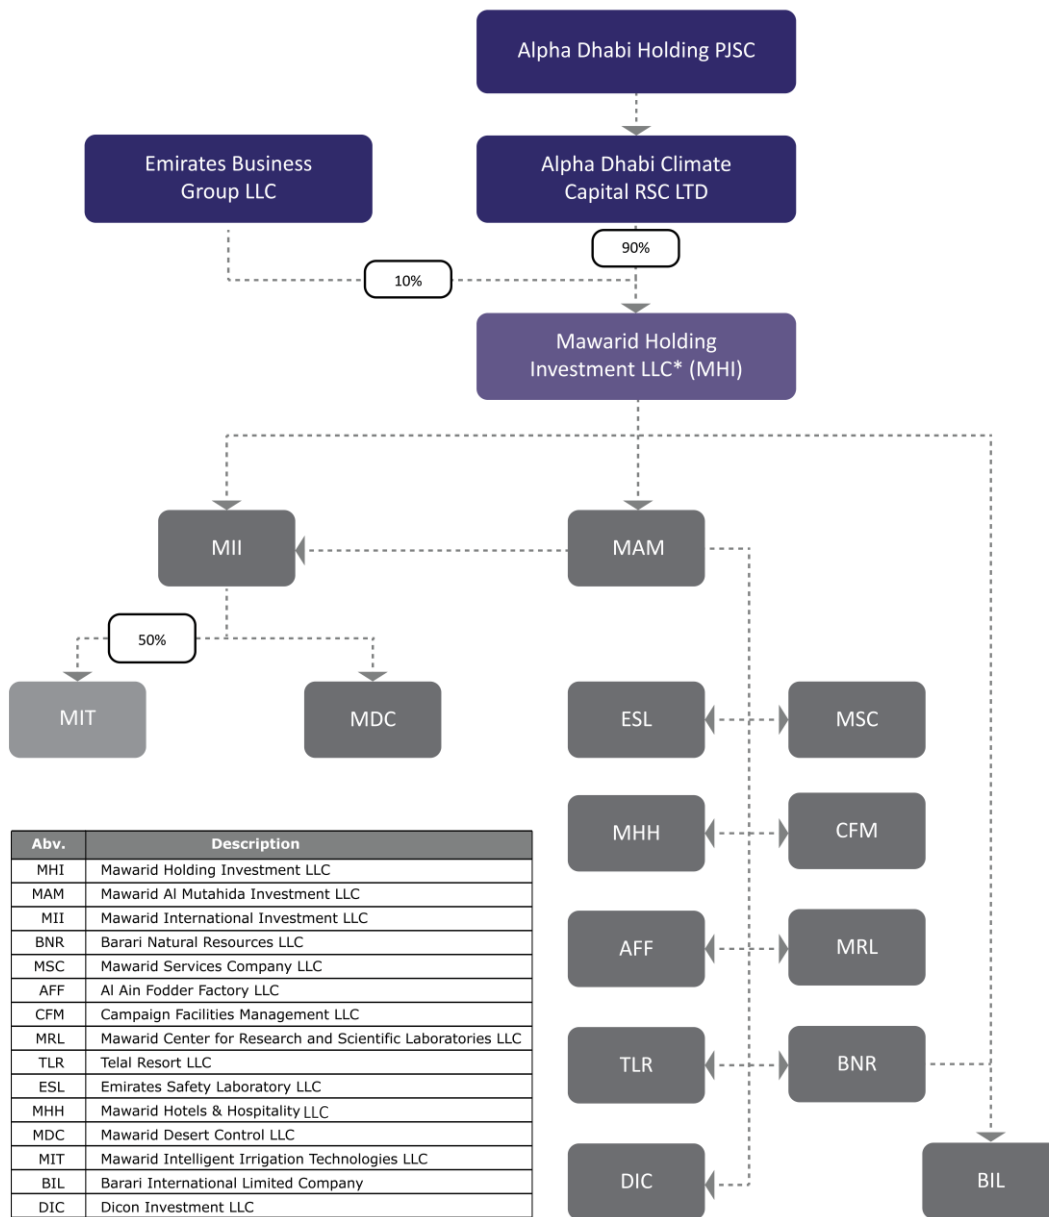 Alpha Dhabi Holding PJSC
Emirates Business
Group LLC
Alpha Dhabi Climate
Capital RSC LTD
90%
10%
Mawarid Holding
Investment LLC* (MHI)
MII
MAM
50%
MIT
MDC
ESL
MSC
MHH
CFM
AFF
MRL
TLR
BNR
DIC
BIL
Abv. Description
MHI Mawarid Holding Investment LLC
MAM Mawarid Al Mutahida Investment LLC
MII Mawarid International Investment LLC
BNR Barari Natural Resources LLC
MSC Mawarid Services Company LLC
AFF Al Ain Fodder Factory LLC
CFM Campaign Facilities Management LLC
MRL Mawarid Center for Research and Scientific Laboratories LLC
TLR Telal Resort LLC
ESL Emirates Safety Laboratory LLC
MHH Mawarid Hotels & Hospitality LLC
MDC Mawarid Desert Control LLC
MIT Mawarid Intelligent Irrigation Technologies LLC
BIL Barari International Limited Company
DIC Dicon Investment LLC